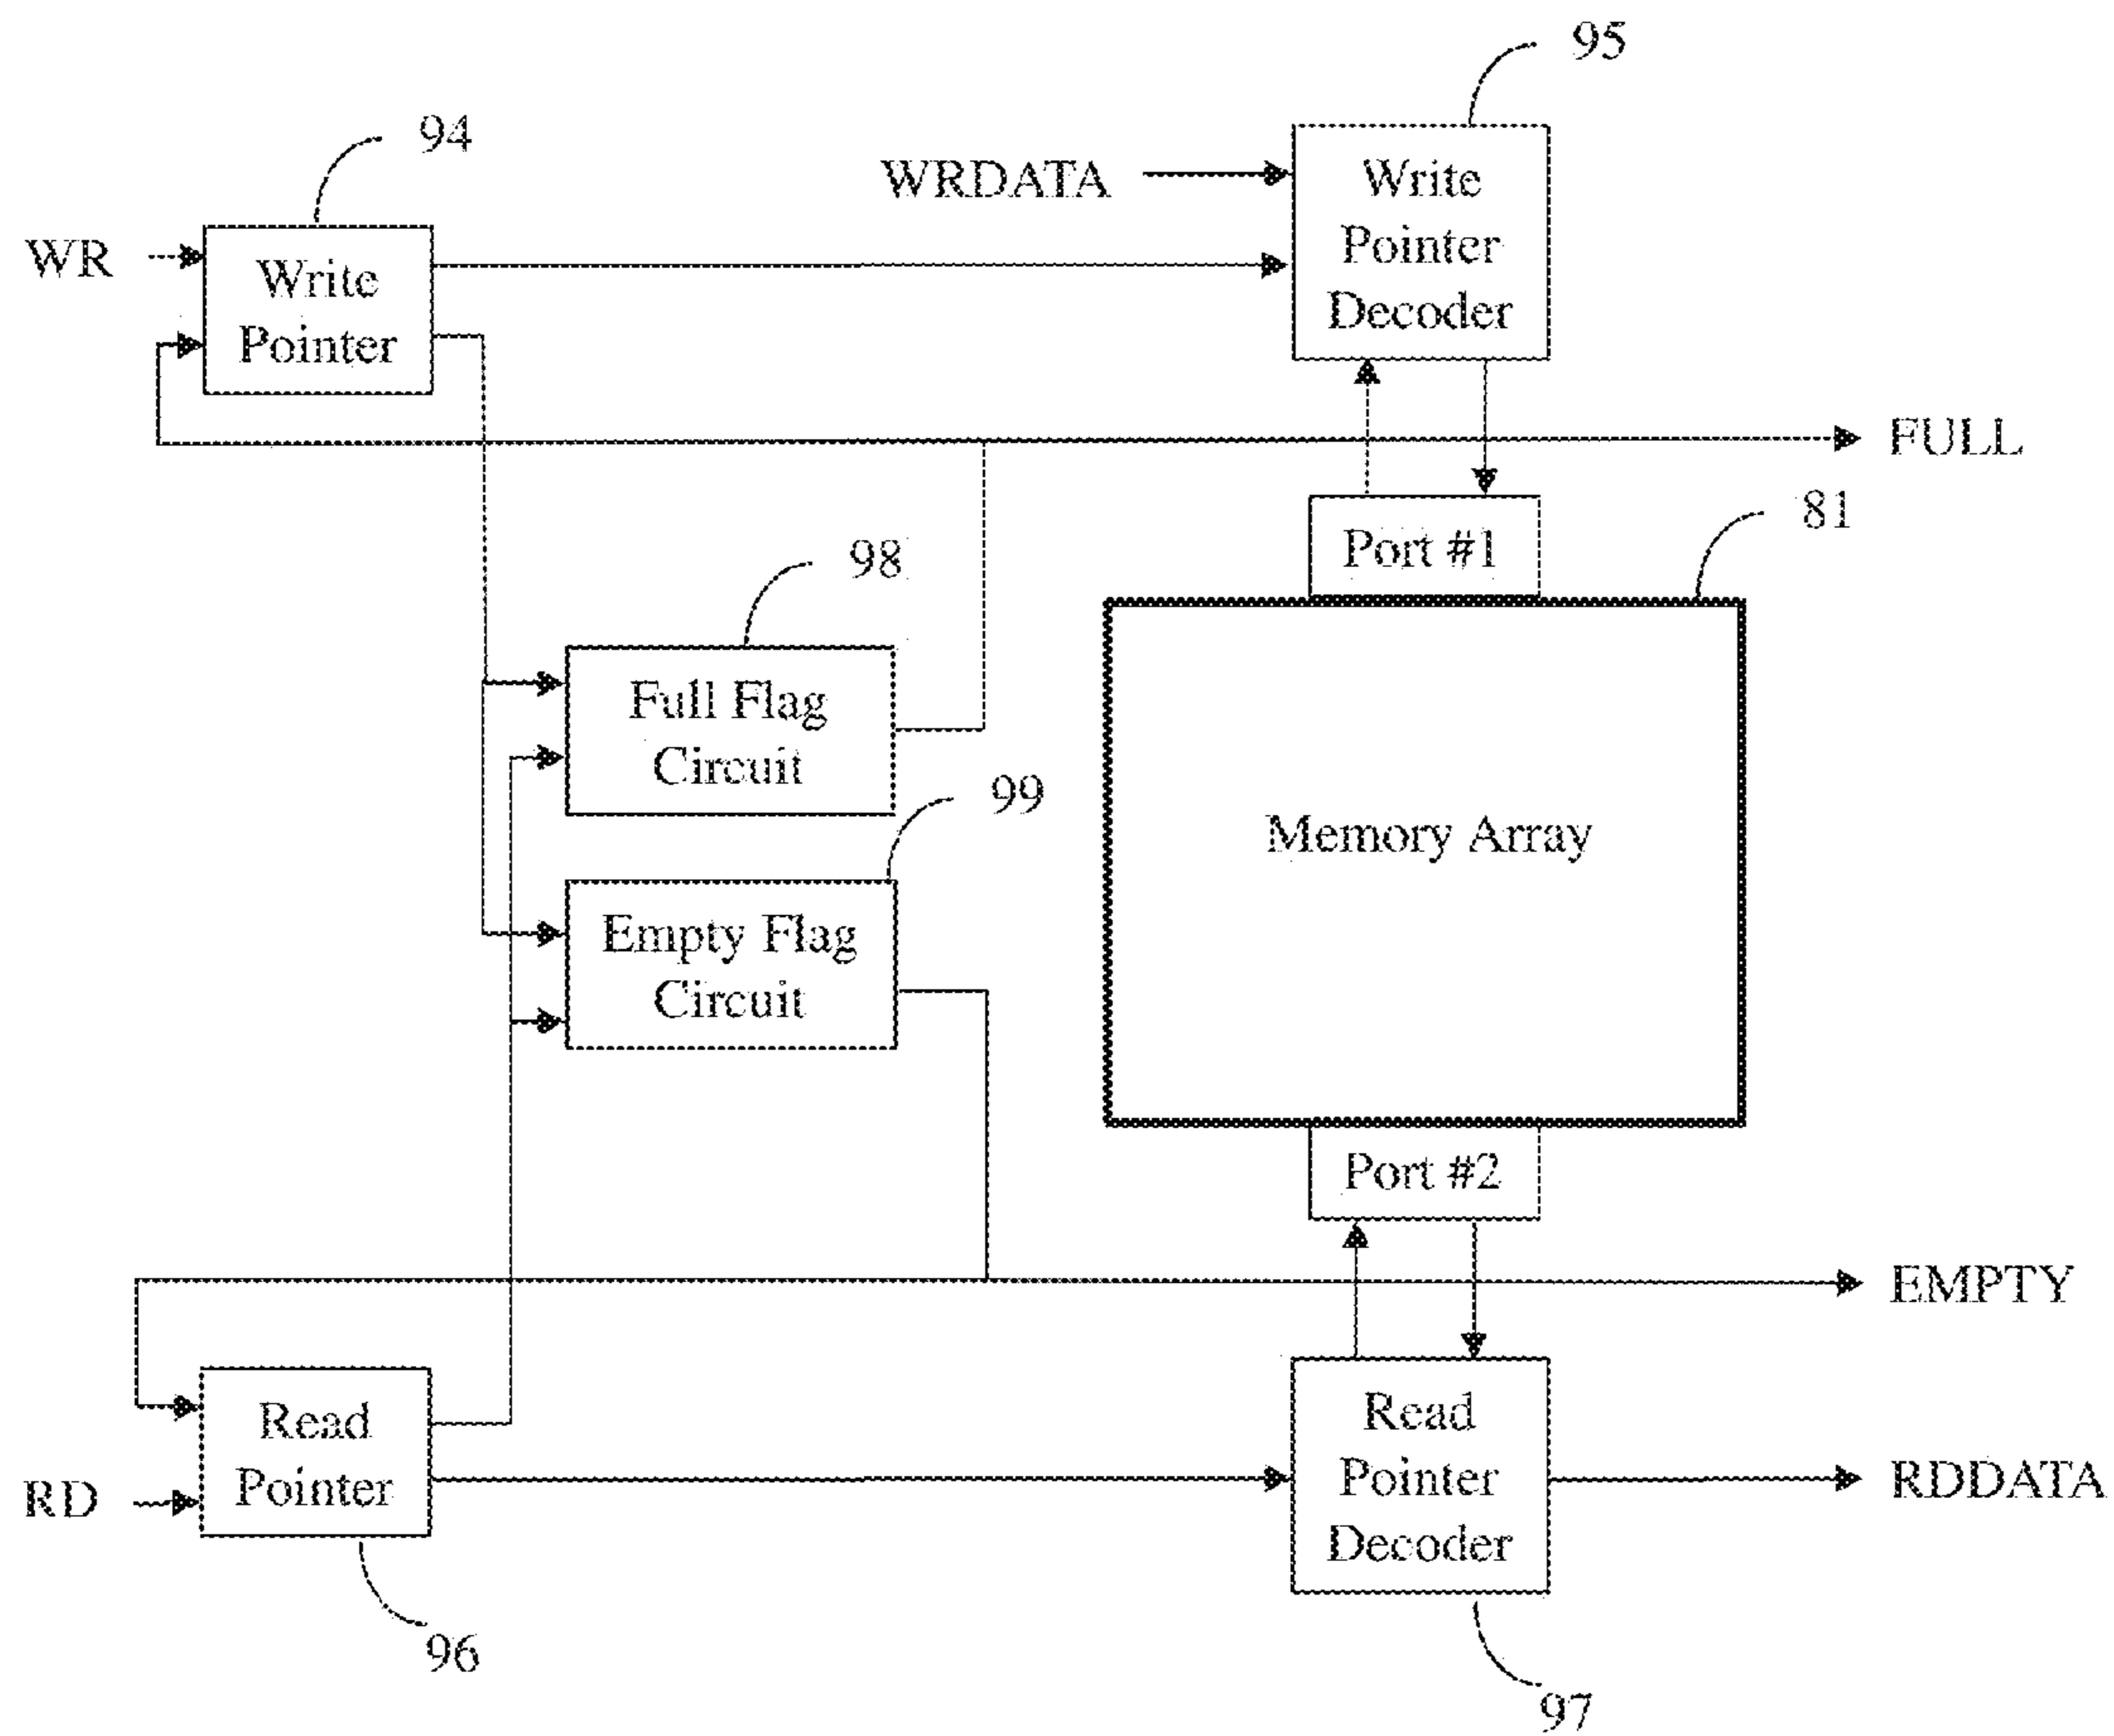 95
94
WRDATA
Write
Pointer
Decoder
WR
Write
Pointer
FULL
81
Port #1
98
Full Flag
Circuit
99
Memory Array
Empty Flag
Circuit
Port #2
EMPTY
Read
Pointer
RD
Read
Pointer
Decoder
RDDATA
96
97